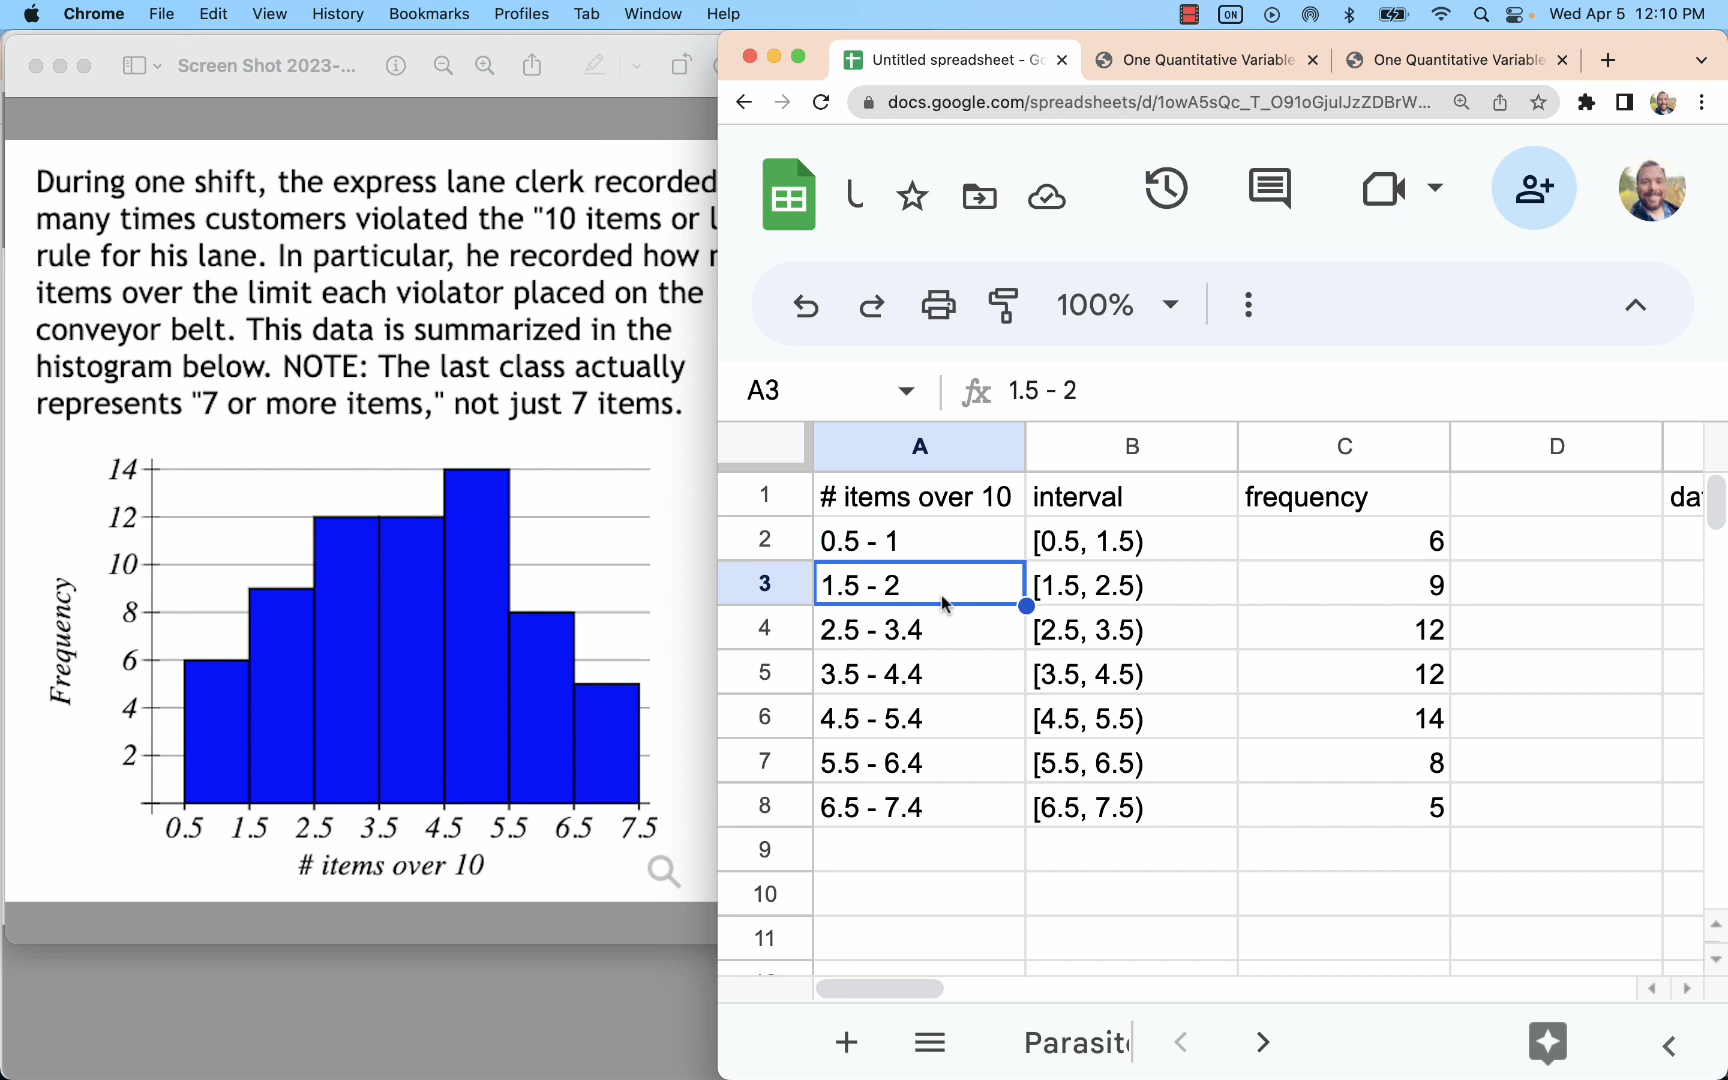 Chrome File Edit View History Bookmarks Profiles Tab Window Help ON Wed Apr 5 12:10 PM
Screen Shot 2023-...
During one shift, the express lane clerk recorded
many times customers violated the "10 items or
rule for his lane. In particular, he recorded how
items over the limit each violator placed on the
conveyor belt. This data is summarized in the
histogram below. NOTE: The last class actually
represents "7 or more items," not just 7 items.
14
12
10
8
6
4
2
Frequency
0.5 1.5 2.5 3.5 4.5 5.5 6.5 7.5
# items over 10
Untitled spreadsheet - Go One Quantitative Variable One Quantitative Variable
docs.google.com/spreadsheets/d/1owA5sQc_T_O91oGjulJzZDBrW...
100%
A3 fx 1.5 - 2
A B C D
1 # items over 10 interval frequency da
2 0.5 - 1 [0.5, 1.5) 6
3 1.5 - 2 [1.5, 2.5) 9
4 2.5 - 3.4 [2.5, 3.5) 12
5 3.5 - 4.4 [3.5, 4.5) 12
6 4.5 - 5.4 [4.5, 5.5) 14
7 5.5 - 6.4 [5.5, 6.5) 8
8 6.5 - 7.4 [6.5, 7.5) 5
9
10
11
Parasit